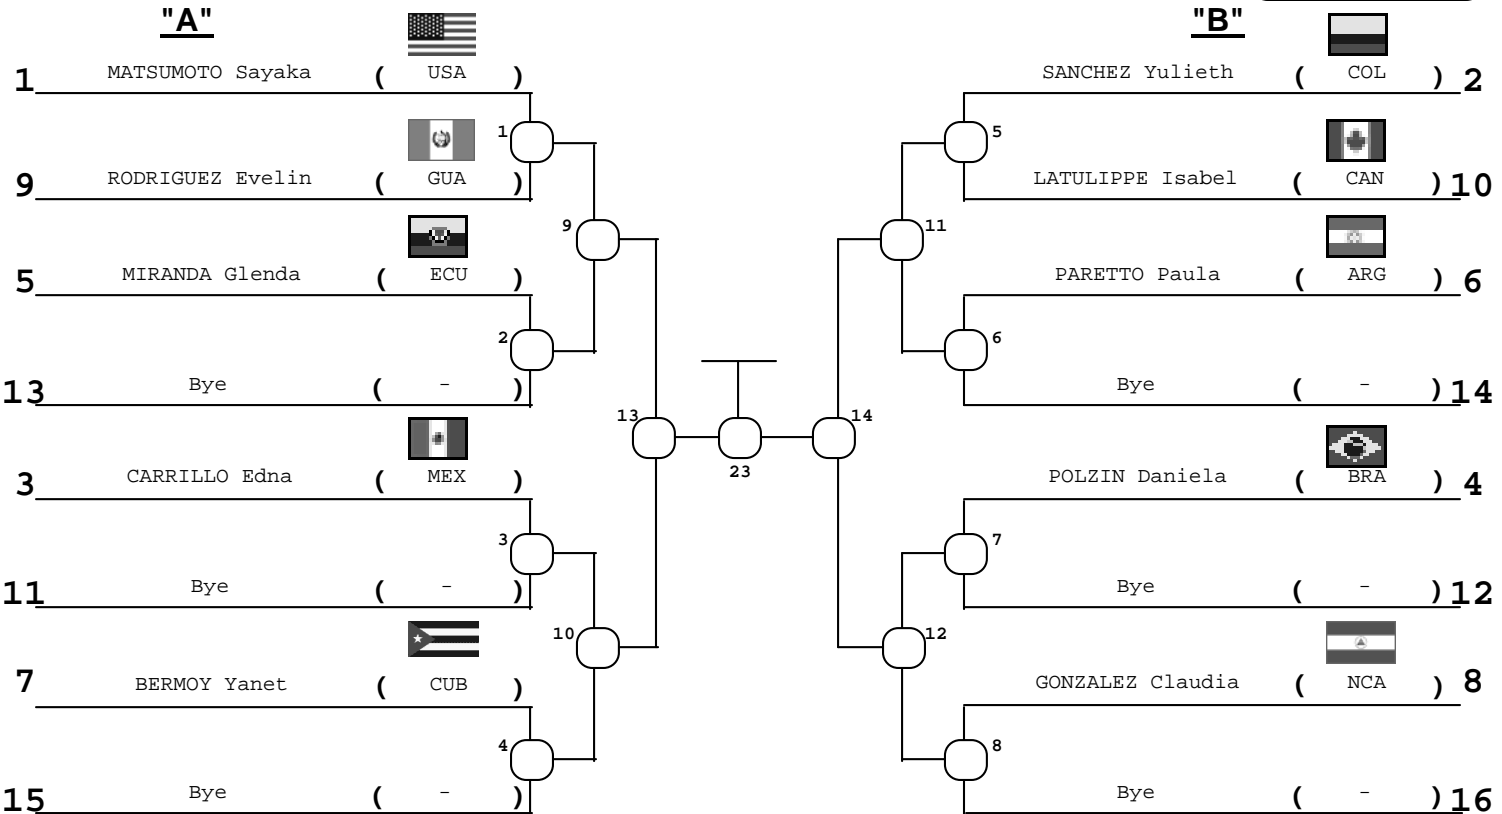 "A" "B"
1 MATSUMOTO Sayaka ( USA ) SANCHEZ Yulieth ( COL ) 2
1 5
9 RODRIGUEZ Evelin ( GUA ) LATULIPPE Isabel ( CAN ) 10
9 11
5 MIRANDA Glenda ( ECU ) PARETTO Paula ( ARG ) 6
2 6
13 Bye ( - ) Bye ( - ) 14
13 14
23
3 CARRILLO Edna ( MEX ) POLZIN Daniela ( BRA ) 4
3 7
11 Bye ( - ) Bye ( - ) 12
10 12
7 BERMOY Yanet ( CUB ) GONZALEZ Claudia ( NCA ) 8
4 8
15 Bye ( - ) Bye ( - ) 16